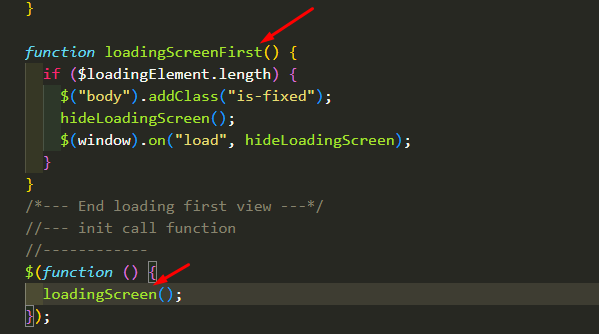 }
function loadingScreenFirst() {
if ($loadingElement.length) {
$("body").addClass("is-fixed");
hideLoadingScreen();
$(window).on("load", hideLoadingScreen);
}
}
/*--- End loading first view ---*/
//--- init call function
//------------
$(function () {
loadingScreen();
});